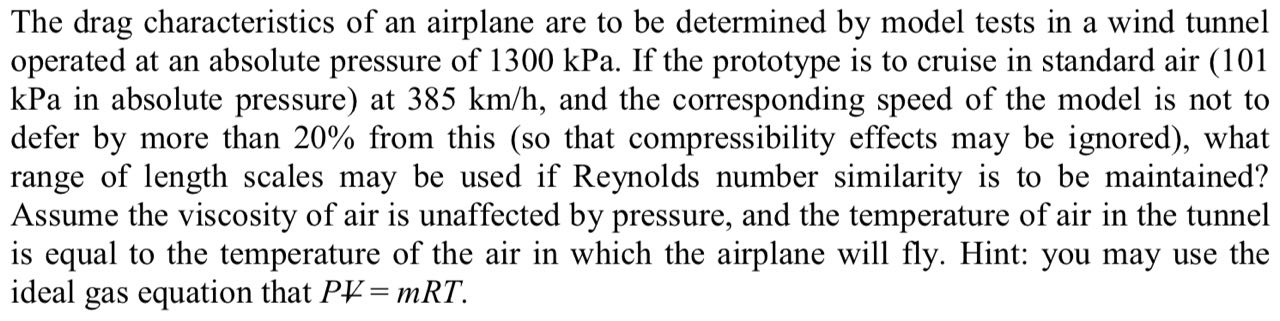 The drag characteristics of an airplane are to be determined by model tests in a wind tunnel
operated at an absolute pressure of 1300 kPa. If the prototype is to cruise in standard air (101
kPa in absolute pressure) at 385 km/h, and the corresponding speed of the model is not to
defer by more than 20% from this (so that compressibility effects may be ignored), what
range of length scales may be used if Reynolds number similarity is to be maintained?
Assume the viscosity of air is unaffected by pressure, and the temperature of air in the tunnel
is equal to the temperature of the air in which the airplane will fly. Hint: you may use the
ideal gas equation that PV̶ = mRT.